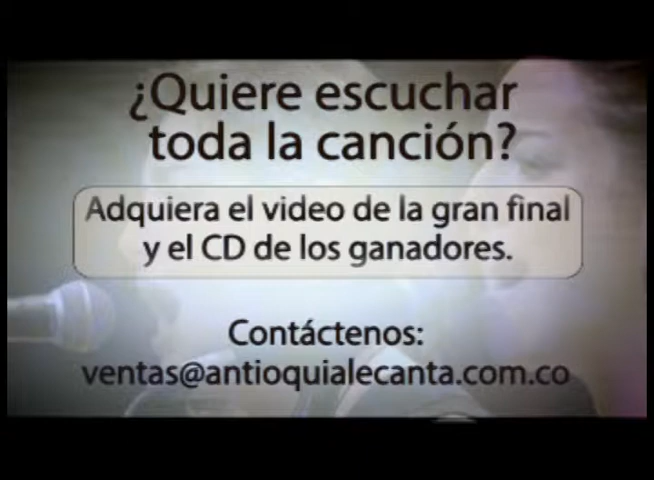 ¿Quiere escuchar
toda la canción?
Adquiera el video de la gran final
y el CD de los ganadores.
Contáctenos:
ventas@antioquialecanta.com.co